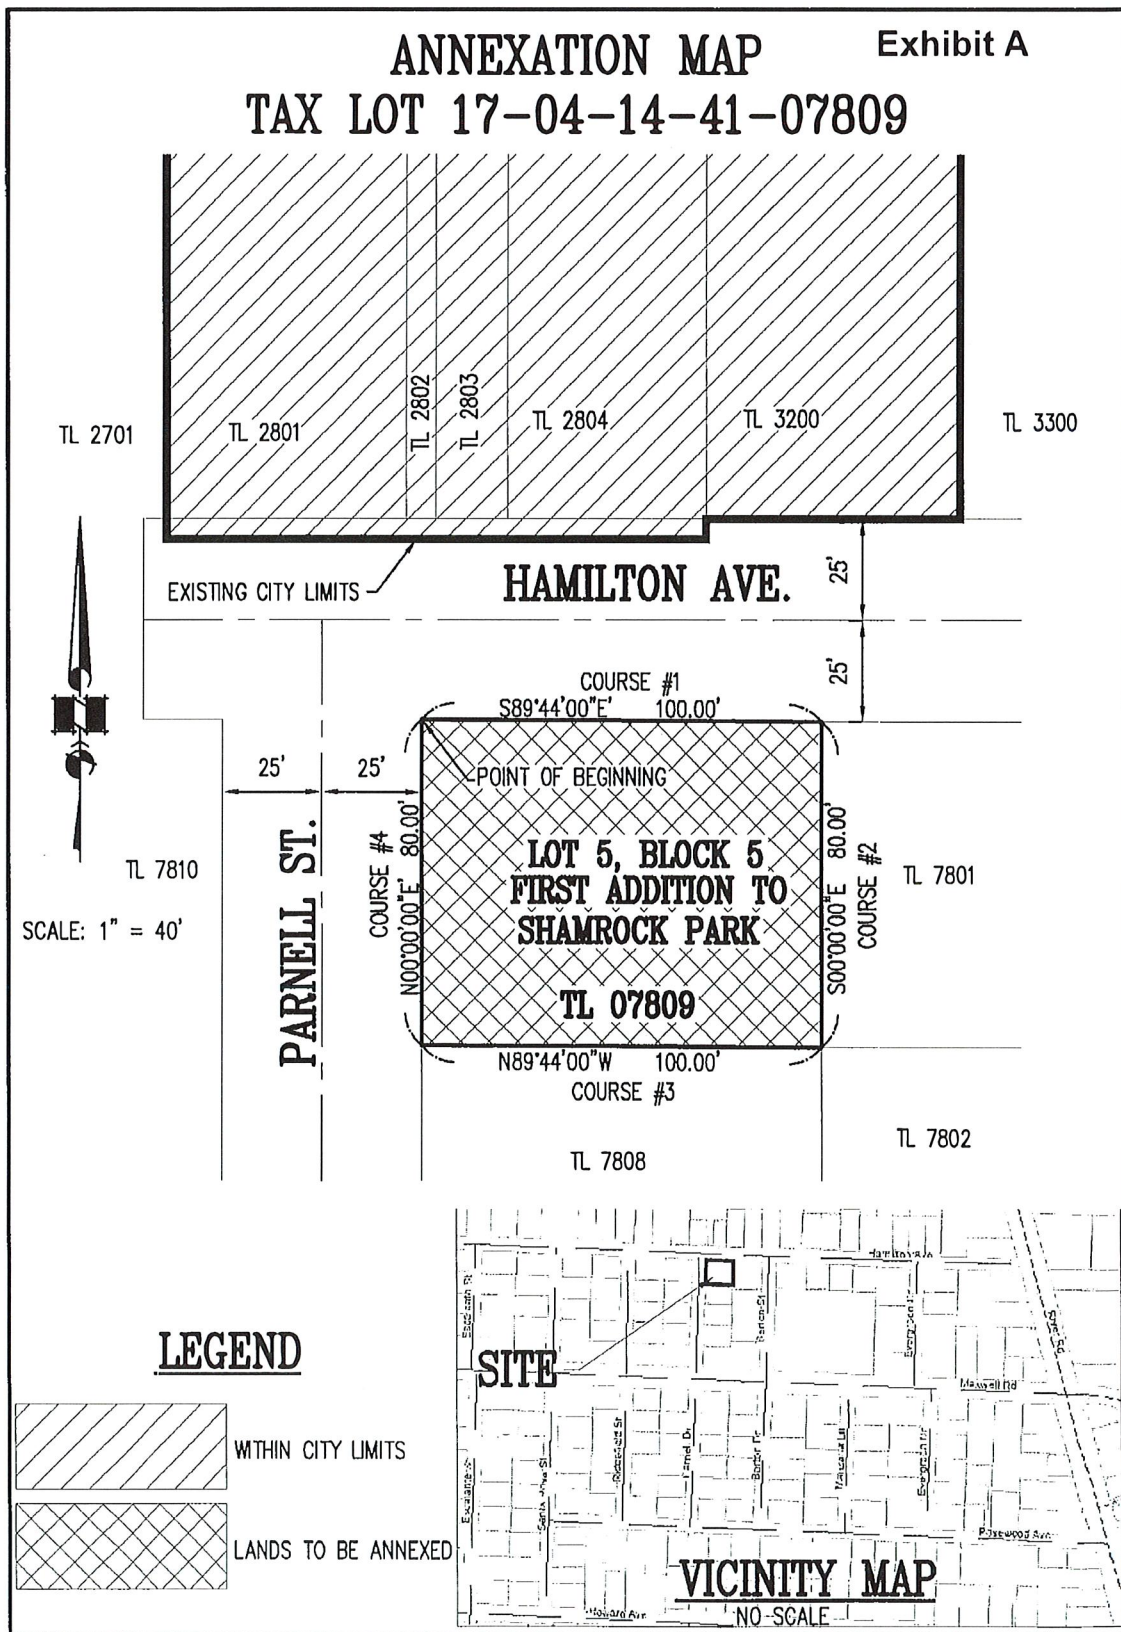 Exhibit A
ANNEXATION MAP
TAX LOT 17-04-14-41-07809
TL 2701
TL 2801
TL 2802
TL 2803
TL 2804
TL 3200
TL 3300
EXISTING CITY LIMITS
HAMILTON AVE.
25'
25'
COURSE #1
S89°44'00"E' 100.00'
POINT OF BEGINNING
25'
25'
PARNELL ST.
COURSE #4
N00°00'00"E' 80.00'
LOT 5, BLOCK 5
FIRST ADDITION TO
SHAMROCK PARK
TL 07809
S00°00'00"E 80.00'
COURSE #2
TL 7801
TL 7810
SCALE: 1" = 40'
N89°44'00"W 100.00'
COURSE #3
TL 7808
TL 7802
LEGEND
WITHIN CITY LIMITS
LANDS TO BE ANNEXED
SITE
Maxwell Rd
Howard Ave
VICINITY MAP
NO SCALE